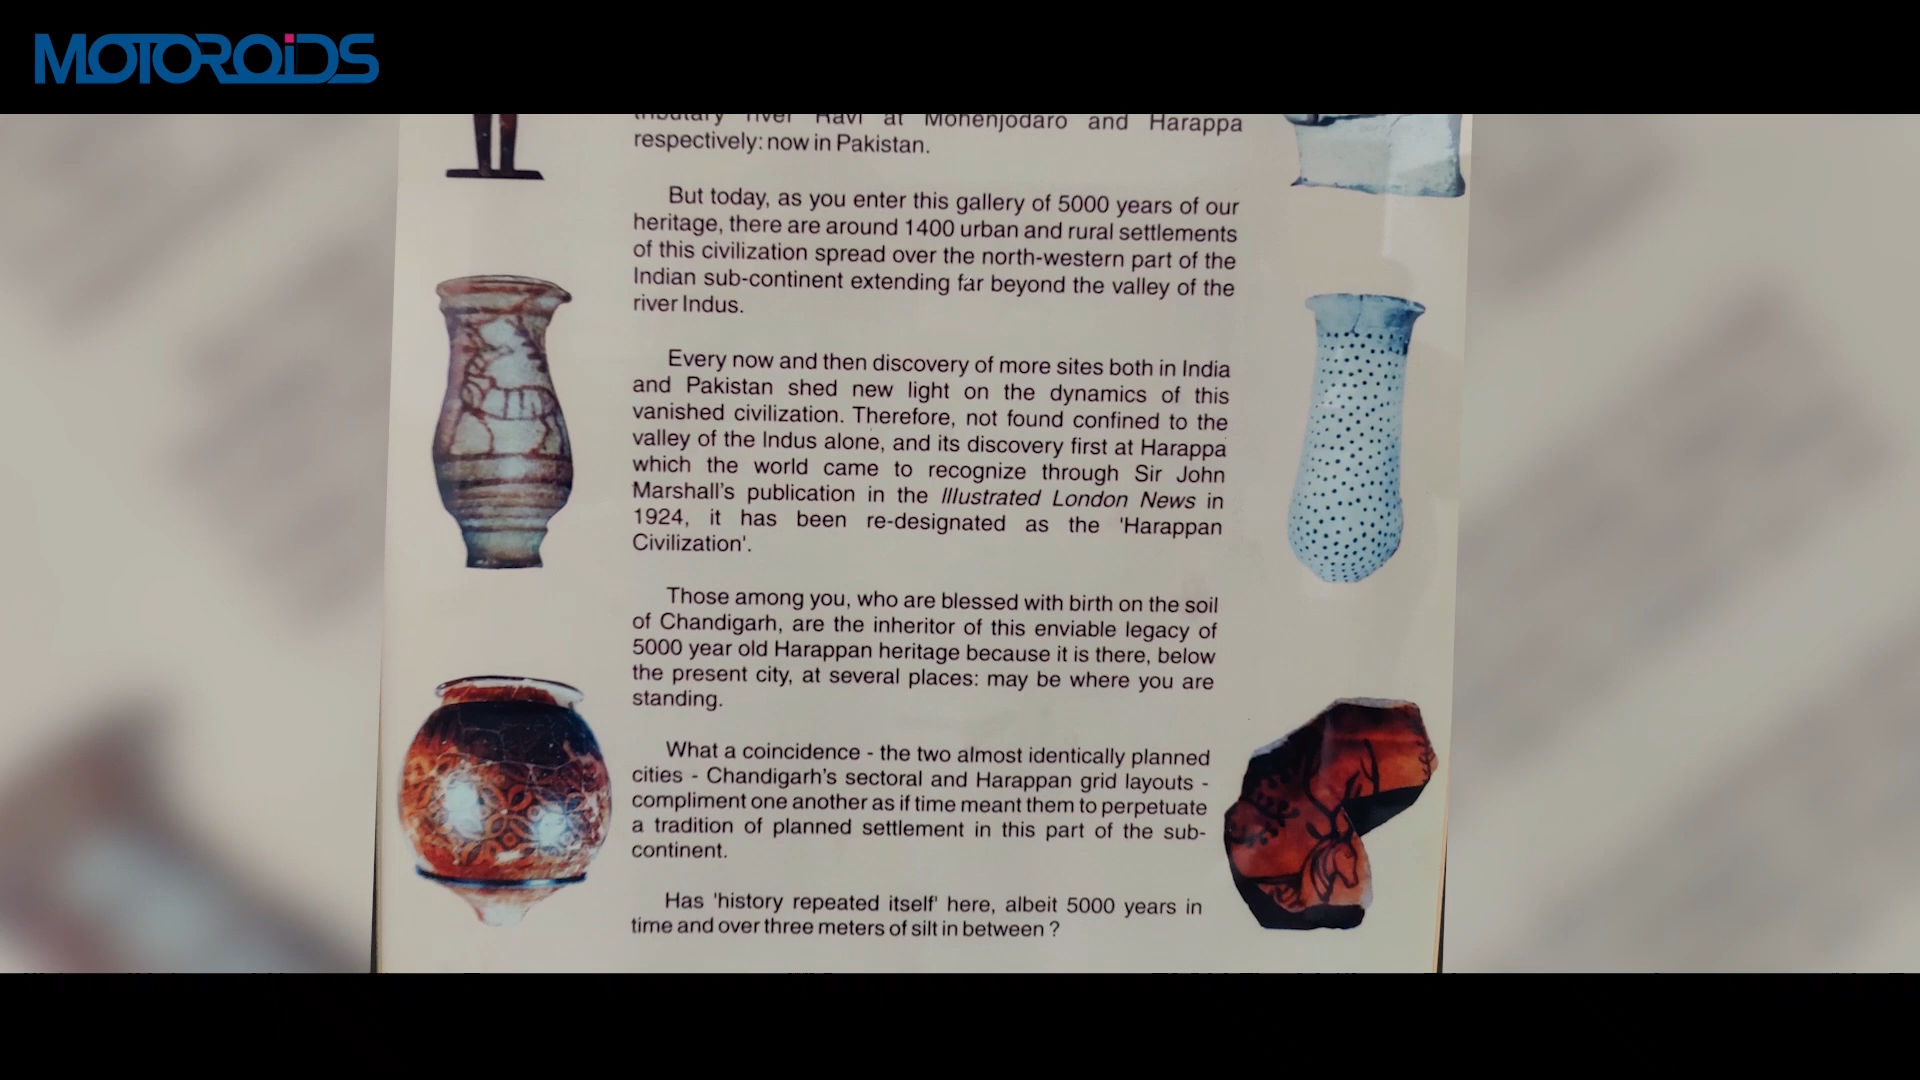 MOTOROiDS
tributary river Ravi at Mohenjodaro and Harappa
respectively: now in Pakistan.
But today, as you enter this gallery of 5000 years of our
heritage, there are around 1400 urban and rural settlements
of this civilization spread over the north-western part of the
Indian sub-continent extending far beyond the valley of the
river Indus.
Every now and then discovery of more sites both in India
and Pakistan shed new light on the dynamics of this
vanished civilization. Therefore, not found confined to the
valley of the Indus alone, and its discovery first at Harappa
which the world came to recognize through Sir John
Marshall's publication in the Illustrated London News in
1924, it has been re-designated as the 'Harappan
Civilization'.
Those among you, who are blessed with birth on the soil
of Chandigarh, are the inheritor of this enviable legacy of
5000 year old Harappan heritage because it is there, below
the present city, at several places: may be where you are
standing.
What a coincidence - the two almost identically planned
cities - Chandigarh's sectoral and Harappan grid layouts -
compliment one another as if time meant them to perpetuate
a tradition of planned settlement in this part of the sub-
continent.
Has 'history repeated itself' here, albeit 5000 years in
time and over three meters of silt in between ?